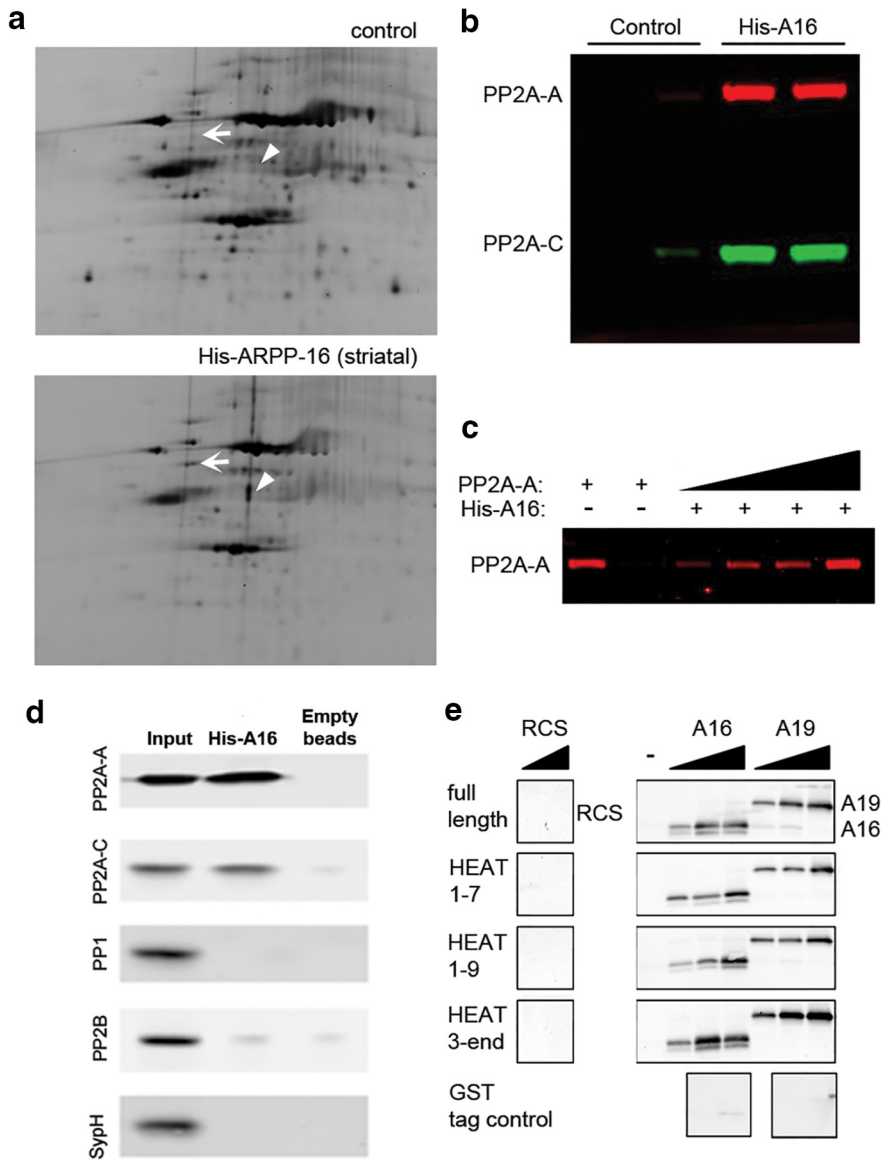 a
control
His-ARPP-16 (striatal)
b
Control His-A16
PP2A-A
PP2A-C
c
PP2A-A: + +
His-A16: - - + + + +
PP2A-A
d
Input His-A16 Empty beads
PP2A-A
PP2A-C
PP1
PP2B
SypH
e
RCS - A16 A19
full length RCS A19
A16
HEAT 1-7
HEAT 1-9
HEAT 3-end
GST tag control